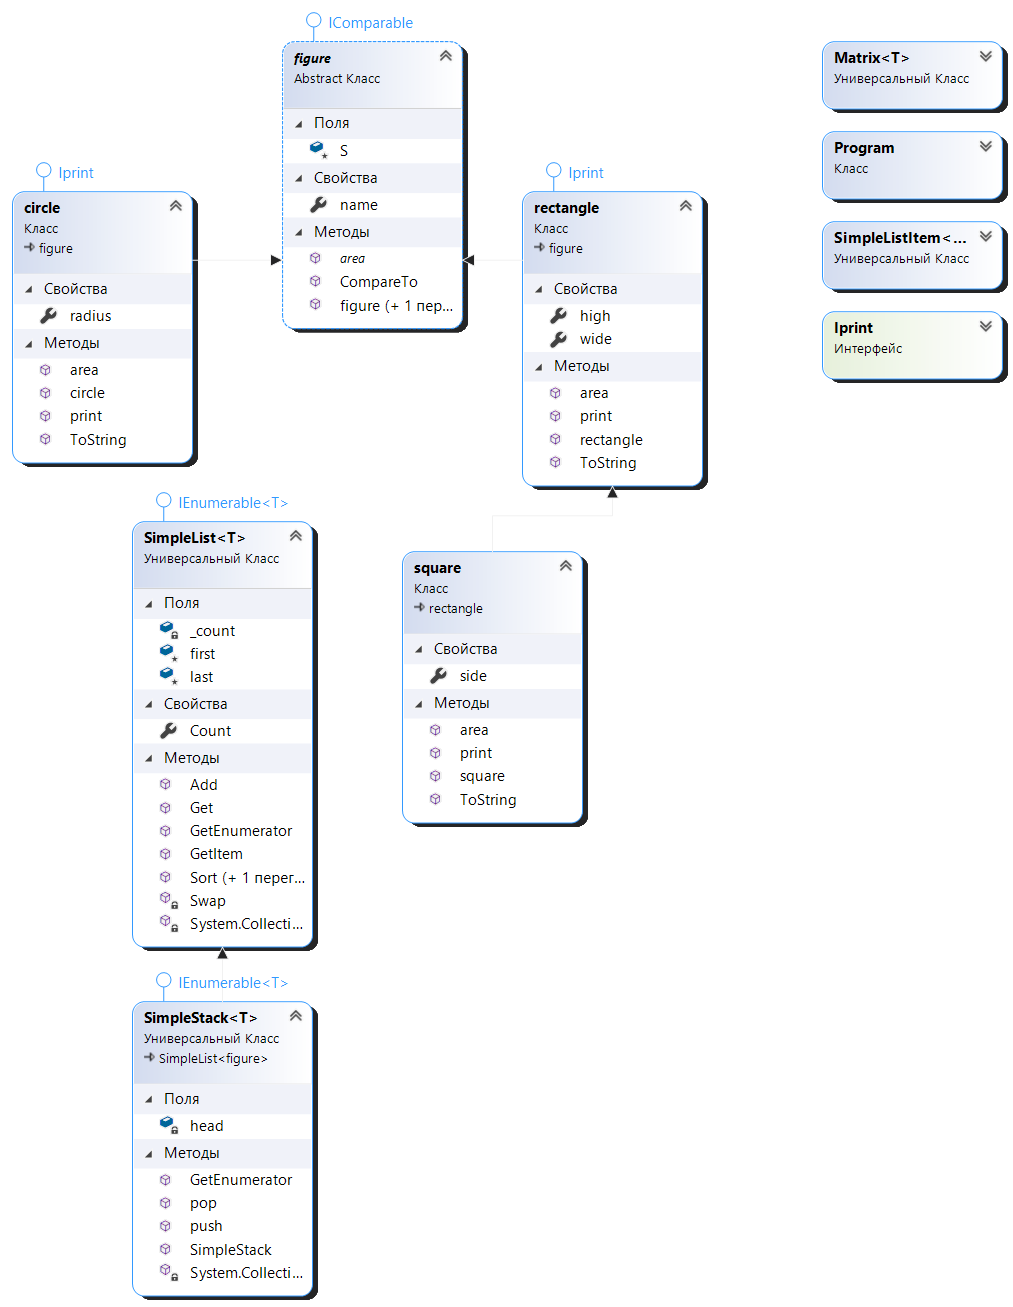 IComparable
figure
Abstract Класс
Поля
S
Свойства
name
Методы
area
CompareTo
figure (+ 1 пер...
Iprint
circle
Класс
figure
Свойства
radius
Методы
area
circle
print
ToString
Iprint
rectangle
Класс
figure
Свойства
high
wide
Методы
area
print
rectangle
ToString
Matrix<T>
Универсальный Класс
Program
Класс
SimpleListItem<...
Универсальный Класс
Iprint
Интерфейс
IEnumerable<T>
SimpleList<T>
Универсальный Класс
Поля
_count
first
last
Свойства
Count
Методы
Add
Get
GetEnumerator
GetItem
Sort (+ 1 перег...
Swap
System.Collecti...
square
Класс
rectangle
Свойства
side
Методы
area
print
square
ToString
IEnumerable<T>
SimpleStack<T>
Универсальный Класс
SimpleList<figure>
Поля
head
Методы
GetEnumerator
pop
push
SimpleStack
System.Collecti...